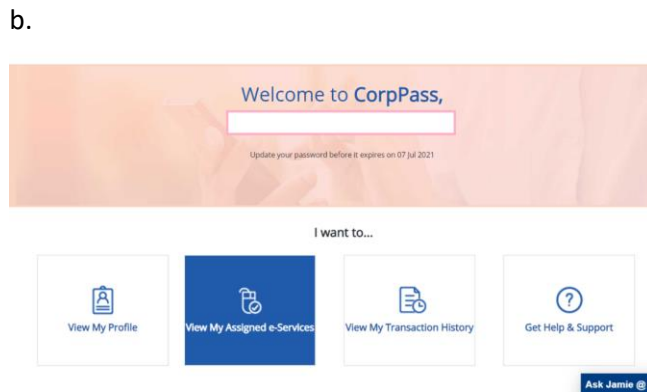 b.
Welcome to CorpPass,
Update your password before it expires on 07 Jul 2021
I want to...
View My Profile
View My Assigned e-Services
View My Transaction History
Get Help & Support
Ask Jamie @